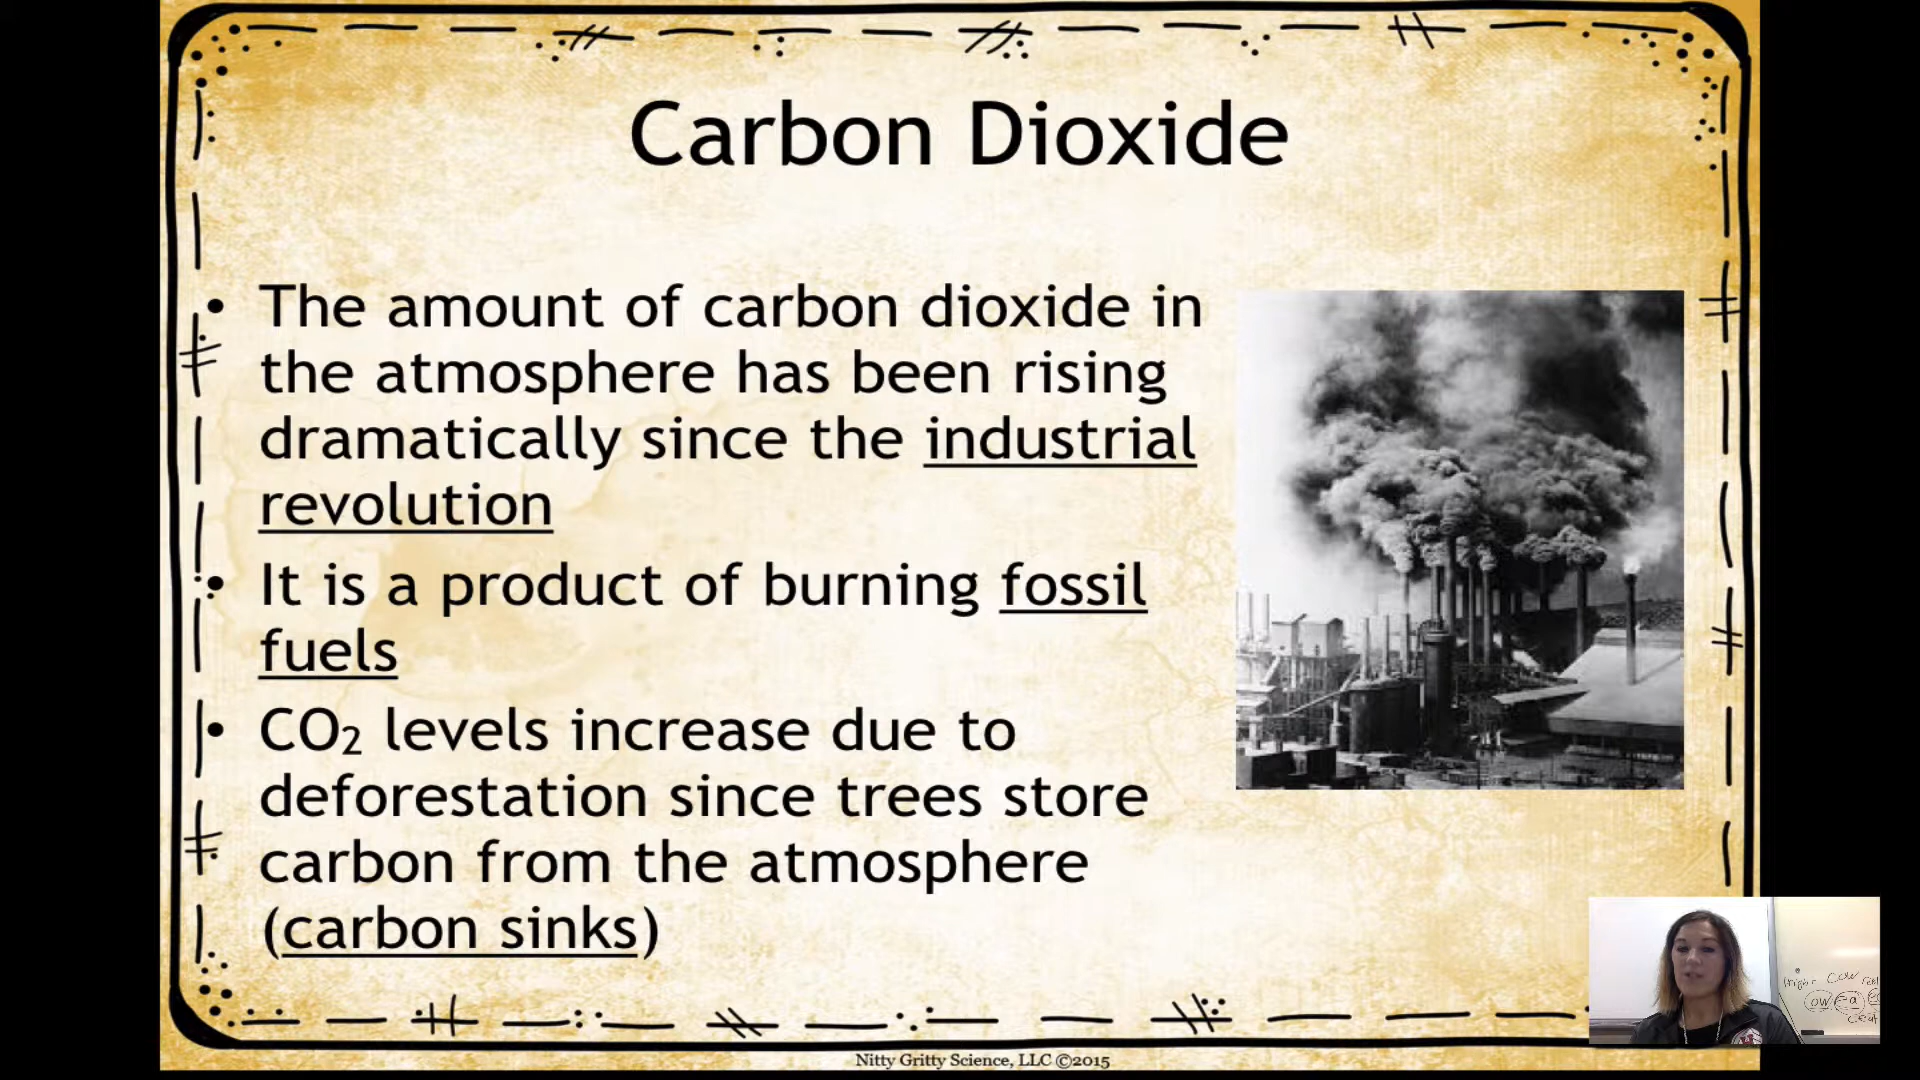 Carbon Dioxide
• The amount of carbon dioxide in
the atmosphere has been rising
dramatically since the industrial
revolution
• It is a product of burning fossil
fuels
• CO₂ levels increase due to
deforestation since trees store
carbon from the atmosphere
(carbon sinks)
Nitty Gritty Science, LLC ©2015